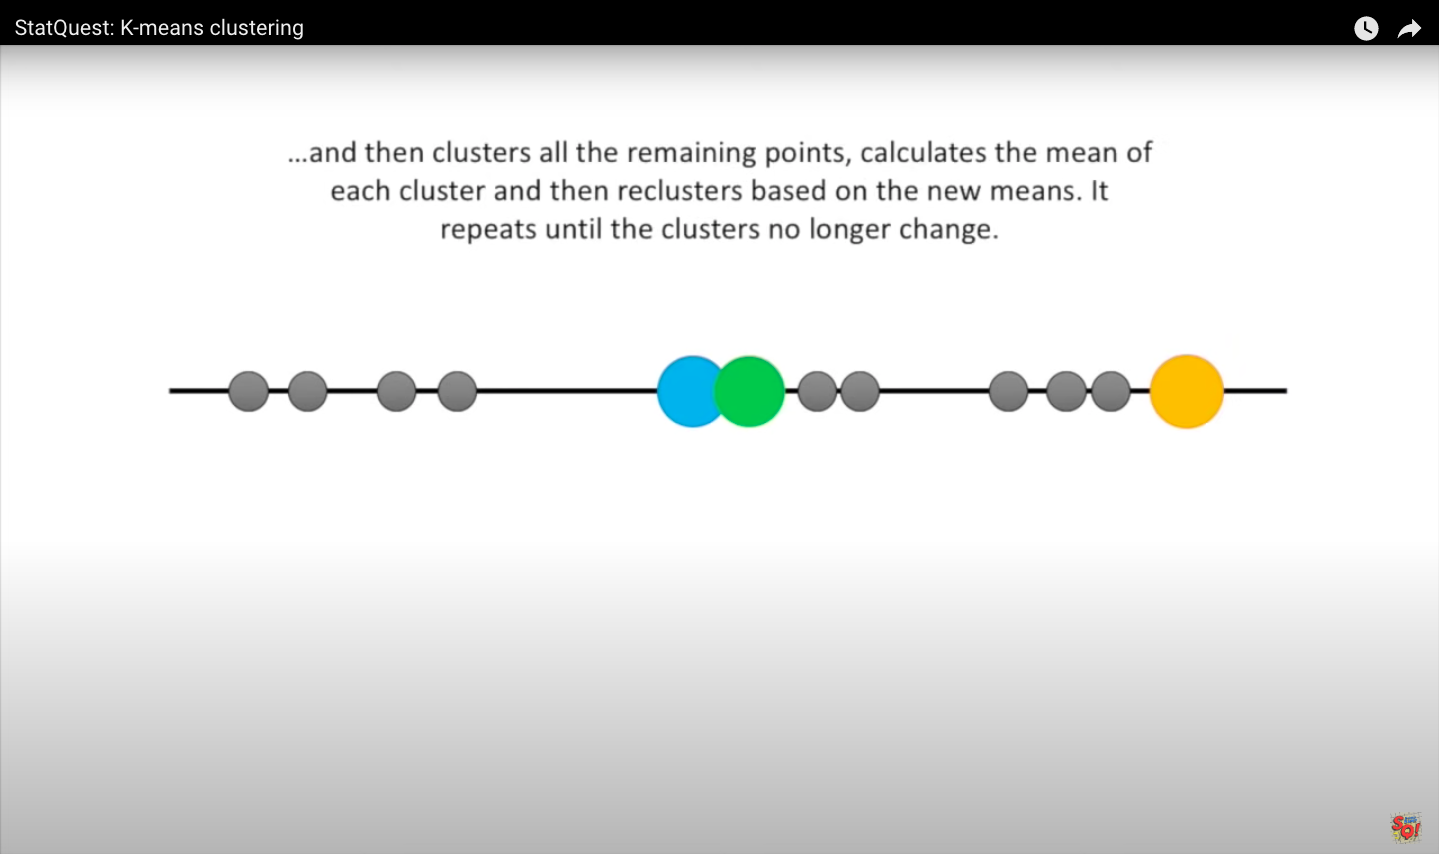 StatQuest: K-means clustering
...and then clusters all the remaining points, calculates the mean of
each cluster and then reclusters based on the new means. It
repeats until the clusters no longer change.
SQ!